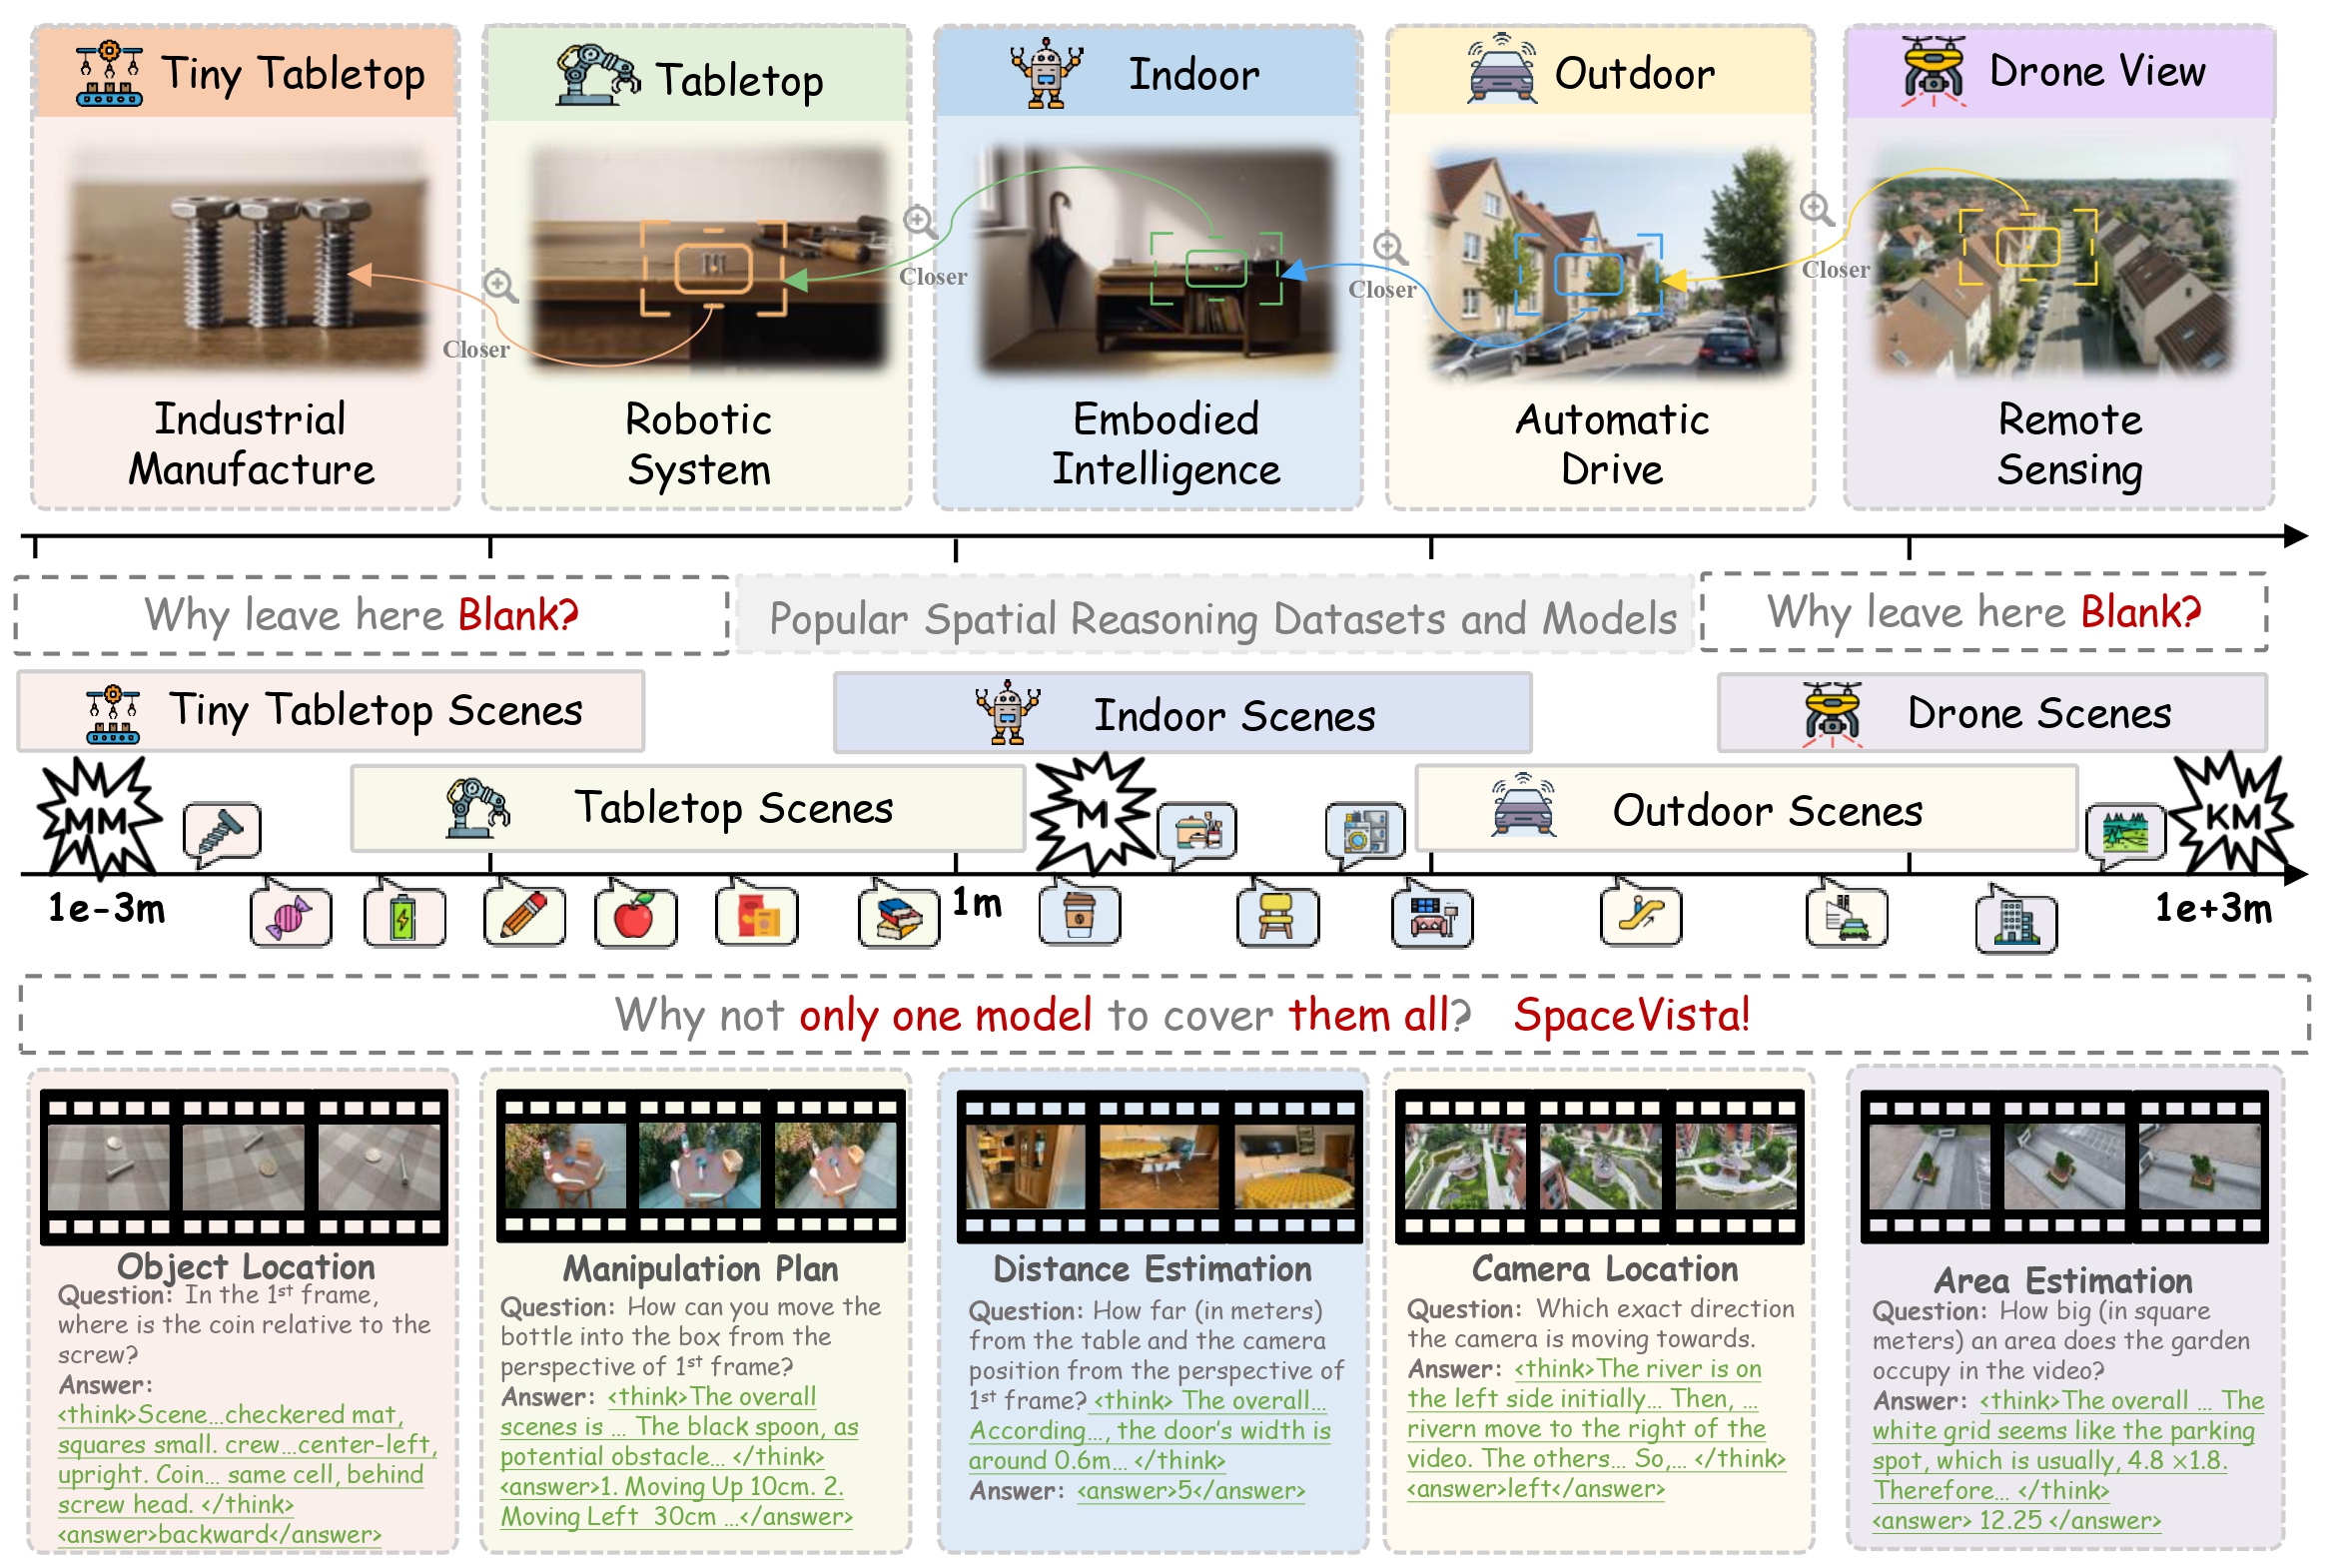 Tiny Tabletop
Tabletop
Indoor
Outdoor
Drone View
Closer
Closer
Closer
Closer
Industrial
Manufacture
Robotic
System
Embodied
Intelligence
Automatic
Drive
Remote
Sensing
Why leave here Blank?
Popular Spatial Reasoning Datasets and Models
Why leave here Blank?
Tiny Tabletop Scenes
Indoor Scenes
Drone Scenes
MM
Tabletop Scenes
M
Outdoor Scenes
KM
1e-3m
1m
1e+3m
Why not only one model to cover them all? SpaceVista!
Object Location
Question: In the 1st frame,
where is the coin relative to the
screw?
Answer:
<think>Scene...checkered mat,
squares small. crew...center-left,
upright. Coin... same cell, behind
screw head. </think>
<answer>backward</answer>
Manipulation Plan
Question: How can you move the
bottle into the box from the
perspective of 1st frame?
Answer: <think>The overall
scenes is ... The black spoon, as
potential obstacle... </think>
<answer>1. Moving Up 10cm. 2.
Moving Left 30cm ...</answer>
Distance Estimation
Question: How far (in meters)
from the table and the camera
position from the perspective of
1st frame? <think> The overall...
According..., the door's width is
around 0.6m... </think>
Answer: <answer>5</answer>
Camera Location
Question: Which exact direction
the camera is moving towards.
Answer: <think>The river is on
the left side initially... Then, ...
rivern move to the right of the
video. The others... So,... </think>
<answer>left</answer>
Area Estimation
Question: How big (in square
meters) an area does the garden
occupy in the video?
Answer: <think>The overall ... The
white grid seems like the parking
spot, which is usually, 4.8 ×1.8.
Therefore... </think>
<answer> 12.25 </answer>